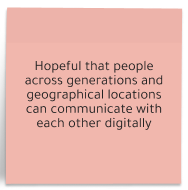 Hopeful that people
across generations and
geographical locations
can communicate with
each other digitally